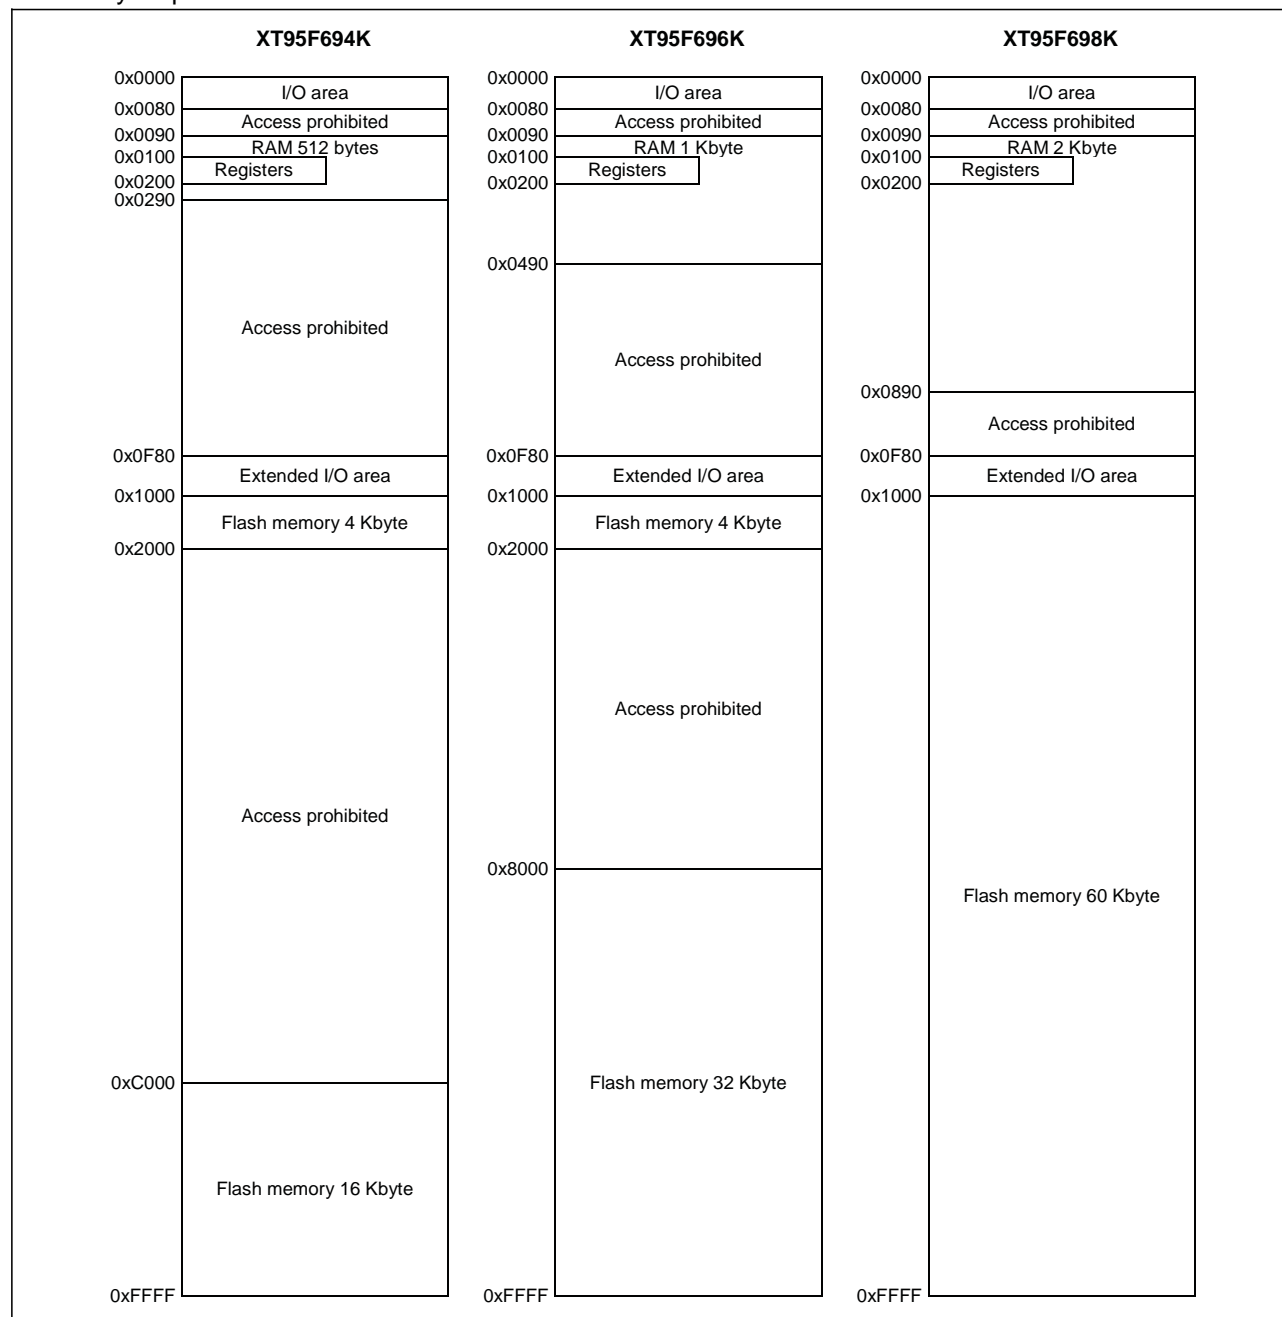 XT95F694K XT95F696K XT95F698K
0x0000 0x0000 0x0000
I/O area I/O area I/O area
0x0080 0x0080 0x0080
Access prohibited Access prohibited Access prohibited
0x0090 0x0090 0x0090
RAM 512 bytes RAM 1 Kbyte RAM 2 Kbyte
0x0100 0x0100 0x0100
Registers Registers Registers
0x0200 0x0200 0x0200
0x0290
0x0490
Access prohibited
Access prohibited
0x0890
Access prohibited
0x0F80 0x0F80 0x0F80
Extended I/O area Extended I/O area Extended I/O area
0x1000 0x1000 0x1000
Flash memory 4 Kbyte Flash memory 4 Kbyte
0x2000 0x2000
Access prohibited
Access prohibited
0x8000
Flash memory 60 Kbyte
0xC000 Flash memory 32 Kbyte
Flash memory 16 Kbyte
0xFFFF 0xFFFF 0xFFFF